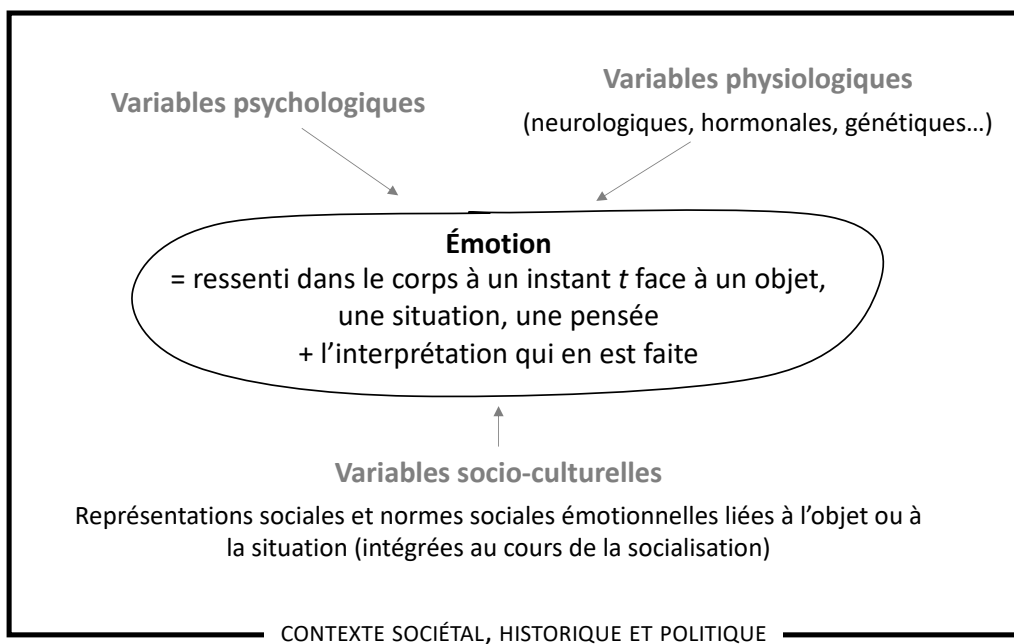 Variables psychologiques
Variables physiologiques
(neurologiques, hormonales, génétiques…)
Émotion
= ressenti dans le corps à un instant t face à un objet,
une situation, une pensée
+ l’interprétation qui en est faite
Variables socio-culturelles
Représentations sociales et normes sociales émotionnelles liées à l’objet ou à
la situation (intégrées au cours de la socialisation)
CONTEXTE SOCIÉTAL, HISTORIQUE ET POLITIQUE